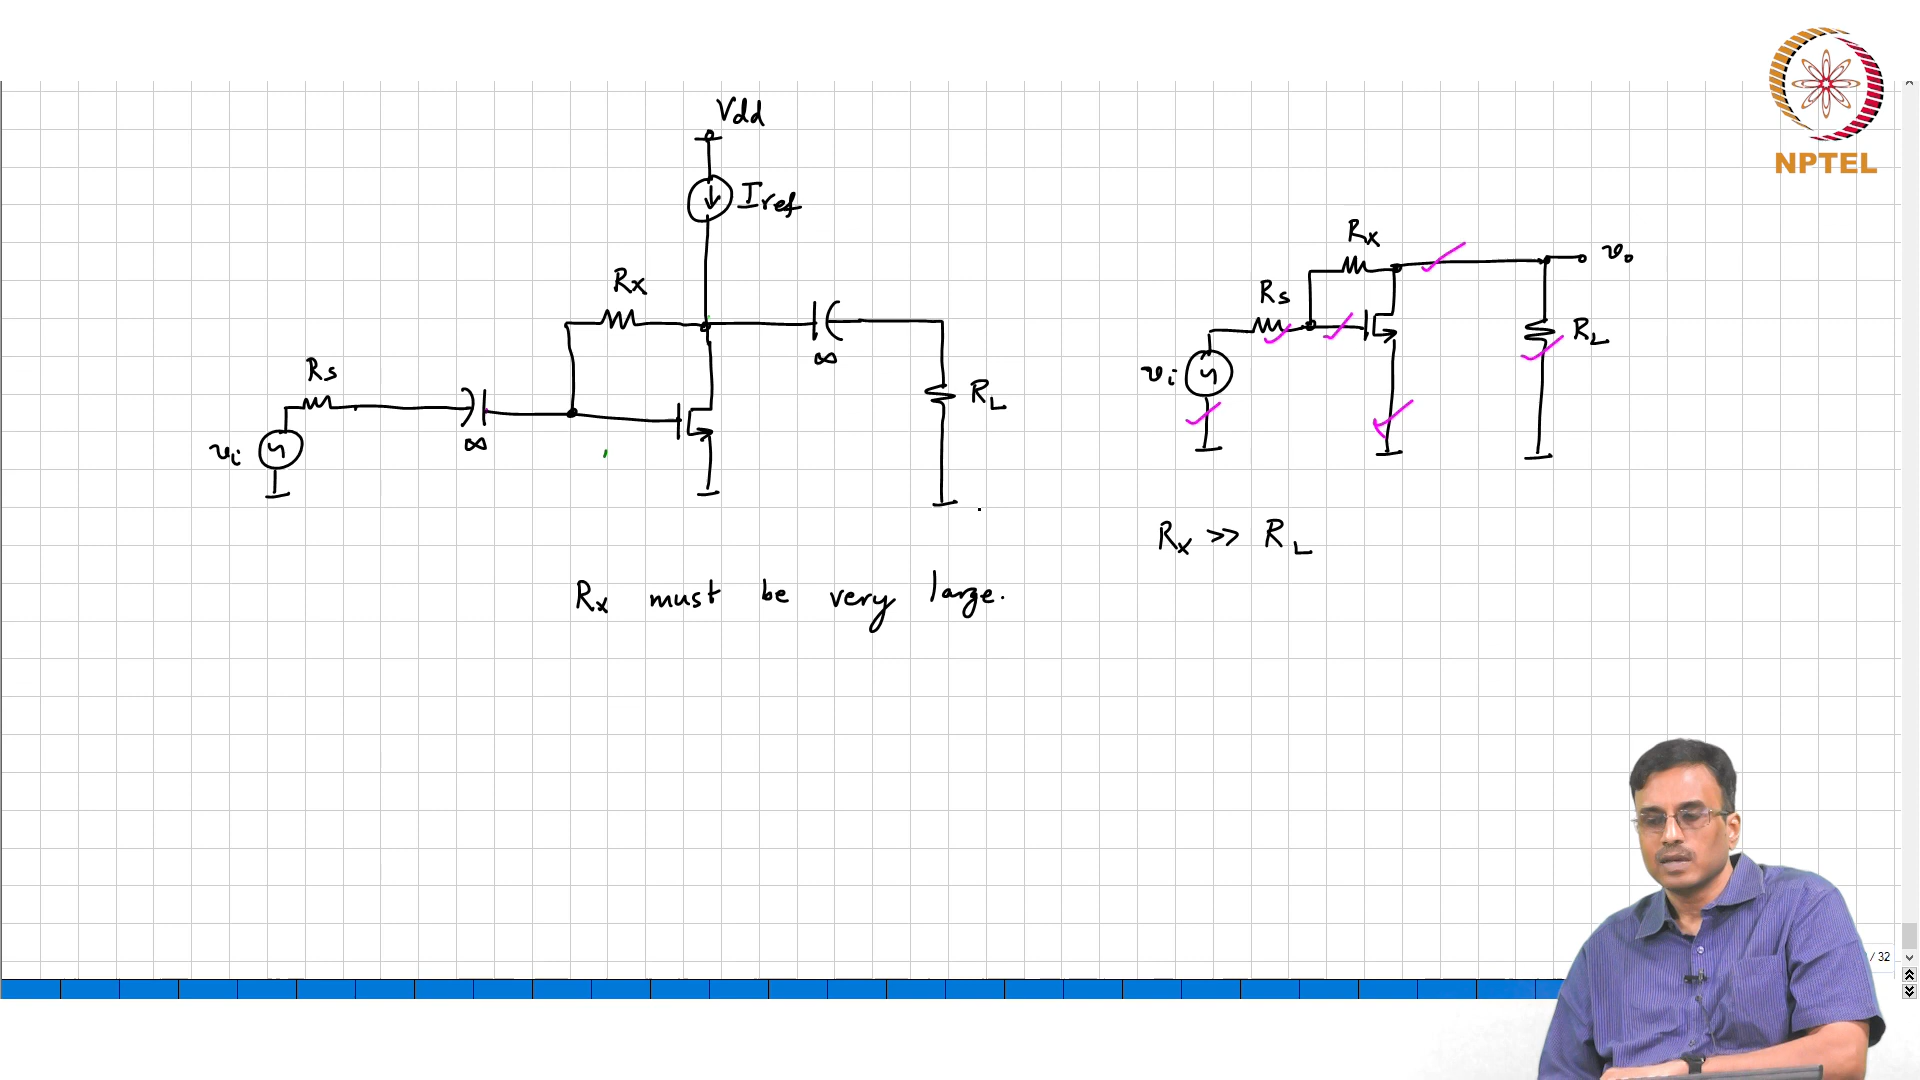 Vdd
Iref
Rx
Rs
∞
∞
vi
RL
Rx must be very large.
Rx
Rs
vo
vi
RL
Rx >> RL
NPTEL
/ 32